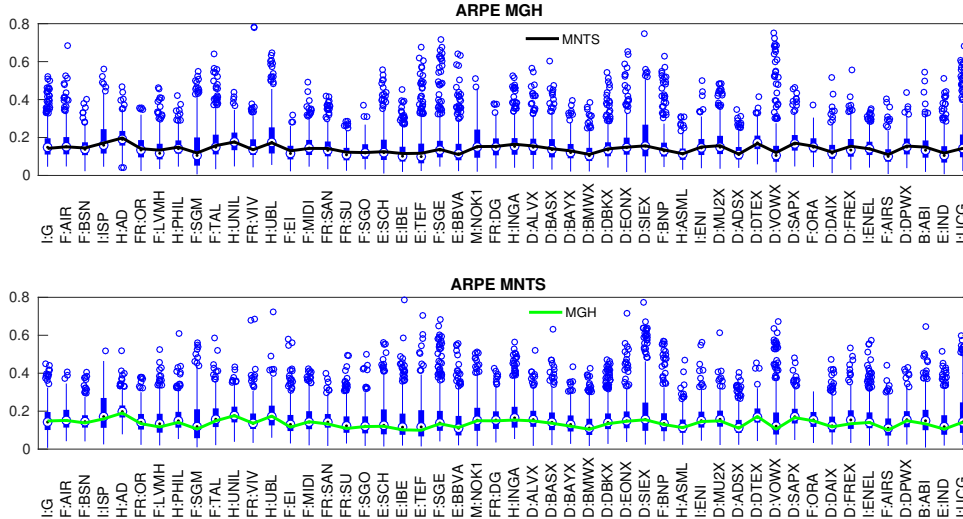 ARPE MGH
0.8
0.6
0.4
0.2
0
MNTS
I:G
F:AIR
F:BSN
I:ISP
H:AD
FR:OR
F:LVMH
H:PHIL
F:SGM
F:TAL
H:UNIL
FR:VIV
H:UBL
F:EI
F:MIDI
FR:SAN
FR:SU
F:SGO
E:SCH
E:IBE
E:TEF
F:SGE
E:BBVA
M:NOK1
FR:DG
H:INGA
D:ALVX
D:BASX
D:BAYX
D:BMWX
D:DBKX
D:EONX
D:SIEX
F:BNP
H:ASML
I:ENI
D:MU2X
D:ADSX
D:DTEX
D:VOWX
D:SAPX
F:ORA
D:DAIX
D:FREX
I:ENEL
F:AIRS
D:DPWX
B:ABI
E:IND
I:UCG
ARPE MNTS
0.8
0.6
0.4
0.2
0
MGH
I:G
F:AIR
F:BSN
I:ISP
H:AD
FR:OR
F:LVMH
H:PHIL
F:SGM
F:TAL
H:UNIL
FR:VIV
H:UBL
F:EI
F:MIDI
FR:SAN
FR:SU
F:SGO
E:SCH
E:IBE
E:TEF
F:SGE
E:BBVA
M:NOK1
FR:DG
H:INGA
D:ALVX
D:BASX
D:BAYX
D:BMWX
D:DBKX
D:EONX
D:SIEX
F:BNP
H:ASML
I:ENI
D:MU2X
D:ADSX
D:DTEX
D:VOWX
D:SAPX
F:ORA
D:DAIX
D:FREX
I:ENEL
F:AIRS
D:DPWX
B:ABI
E:IND
I:UCG